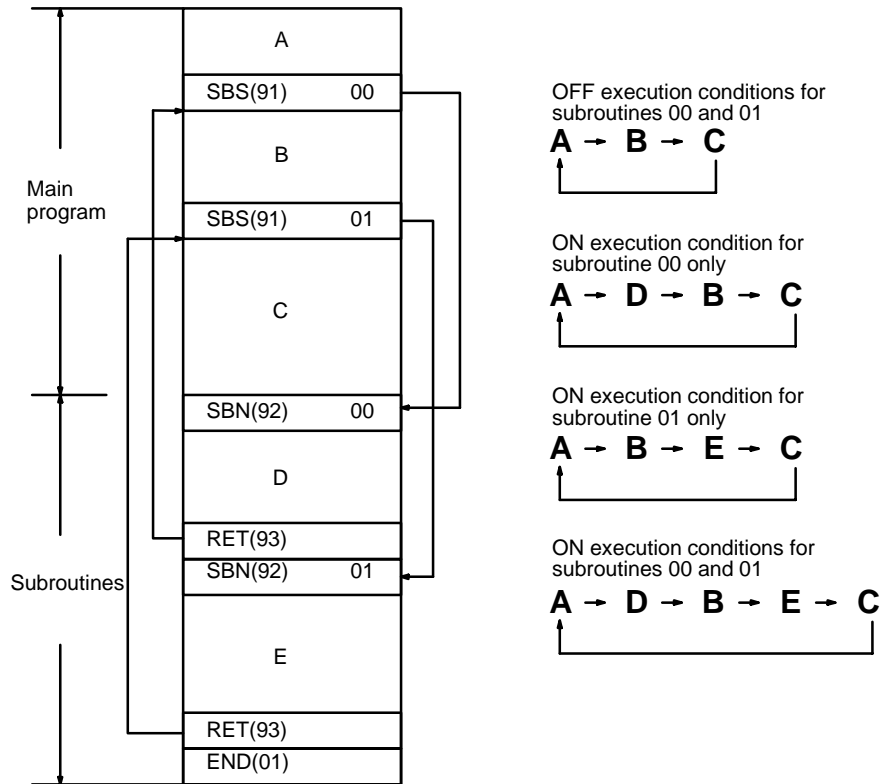 A
SBS(91) 00
B
Main
program
SBS(91) 01
C
SBN(92) 00
D
RET(93)
SBN(92) 01
Subroutines
E
RET(93)
END(01)
OFF execution conditions for
subroutines 00 and 01
A → B → C
ON execution condition for
subroutine 00 only
A → D → B → C
ON execution condition for
subroutine 01 only
A → B → E → C
ON execution conditions for
subroutines 00 and 01
A → D → B → E → C